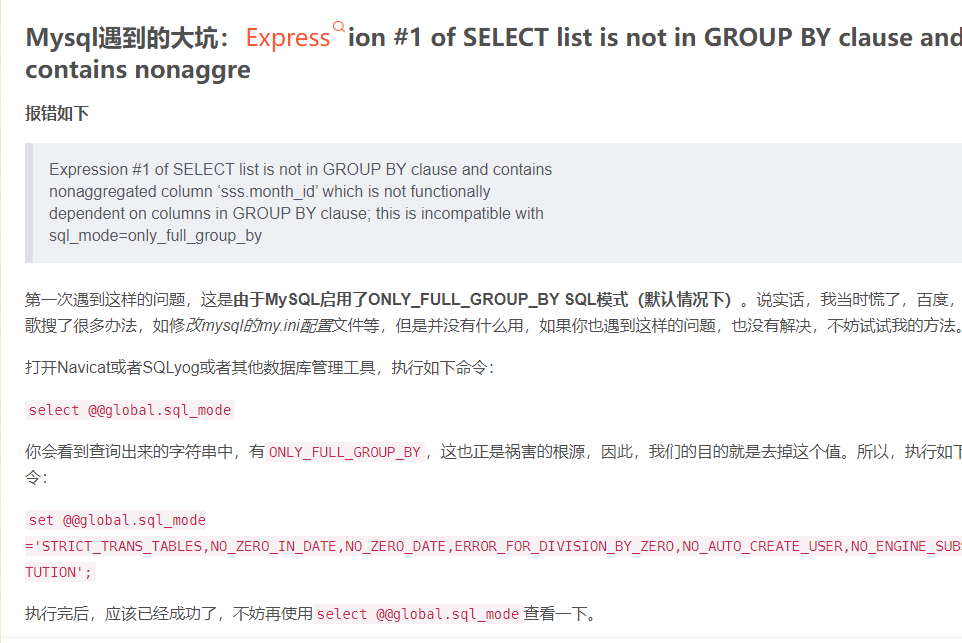 Mysql遇到的大坑：Expression #1 of SELECT list is not in GROUP BY clause and
contains nonaggre
报错如下
Expression #1 of SELECT list is not in GROUP BY clause and contains
nonaggregated column ‘sss.month_id’ which is not functionally
dependent on columns in GROUP BY clause; this is incompatible with
sql_mode=only_full_group_by
第一次遇到这样的问题，这是由于MySQL启用了ONLY_FULL_GROUP_BY SQL模式（默认情况下）。说实话，我当时慌了，百度，
歌搜了很多办法，如修改mysql的my.ini配置文件等，但是并没有什么用，如果你也遇到这样的问题，也没有解决，不妨试试我的方法。
打开Navicat或者SQLyog或者其他数据库管理工具，执行如下命令：
select @@global.sql_mode
你会看到查询出来的字符串中，有 ONLY_FULL_GROUP_BY ，这也正是祸害的根源，因此，我们的目的就是去掉这个值。所以，执行如下
令：
set @@global.sql_mode
='STRICT_TRANS_TABLES,NO_ZERO_IN_DATE,NO_ZERO_DATE,ERROR_FOR_DIVISION_BY_ZERO,NO_AUTO_CREATE_USER,NO_ENGINE_SUBS
TUTION';
执行完后，应该已经成功了，不妨再使用 select @@global.sql_mode 查看一下。